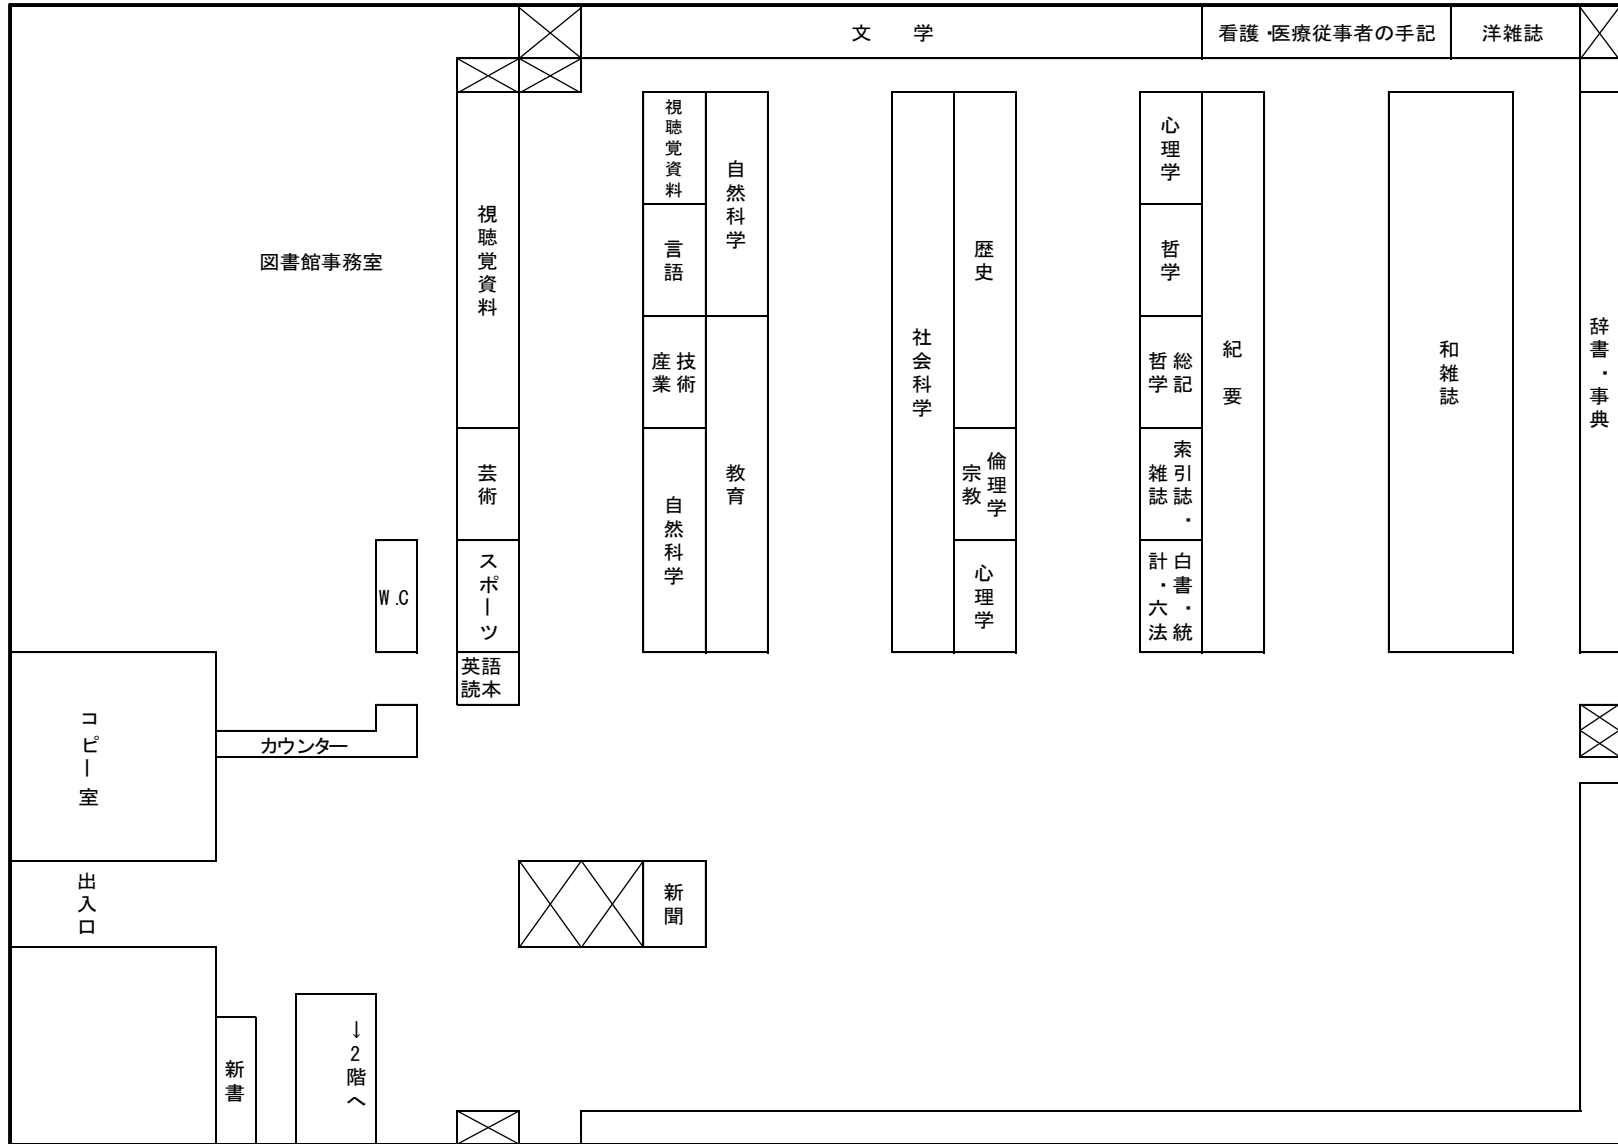 文　学
看護・医療従事者の手記
洋雑誌
図書館事務室
視聴覚資料
芸術
スポーツ
英語
読本
視聴覚資料
言語
技術
産業
自然科学
自然科学
教育
社会科学
歴史
倫理学
宗教
心理学
心理学
哲学
総記
哲学
索引誌・
雑誌
白書・統
計・六法
紀　要
和雑誌
辞書・事典
W.C
コピー室
カウンター
出入口
新聞
新書
↓2階へ